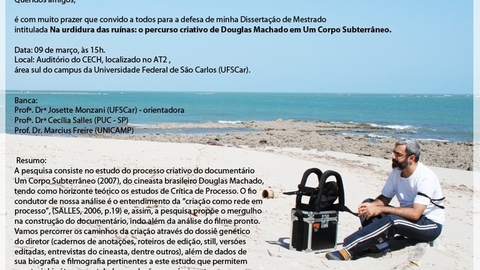 Queridos amigos,
é com muito prazer que convido a todos para a defesa de minha Dissertação de Mestrado
intitulada Na urdidura das ruínas: o percurso criativo de Douglas Machado em Um Corpo Subterrâneo.
Data: 09 de março, às 15h.
Local: Auditório do CECH, localizado no AT2 ,
área sul do campus da Universidade Federal de São Carlos (UFSCar).
Banca:
Profª. Drª Josette Monzani (UFSCar) - orientadora
Profª. Drª Cecília Salles (PUC - SP)
Prof. Dr. Marcius Freire (UNICAMP)
Resumo:
A pesquisa consiste no estudo do processo criativo do documentário
Um Corpo Subterrâneo (2007), do cineasta brasileiro Douglas Machado,
tendo como horizonte teórico os estudos de Crítica de Processo. O fio
condutor de nossa análise é o entendimento da “criação como rede em
processo”, (SALLES, 2006, p.19) e, assim, a pesquisa propõe o mergulho
na construção do documentário, indo além da análise do filme pronto.
Vamos percorrer os caminhos da criação através do dossiê genético
do diretor (cadernos de anotações, roteiros de edição, still, versões
editadas, entrevistas do cineasta, dentre outros), além de dados de
sua biografia e filmografia pertinentes a este estudo que permitem